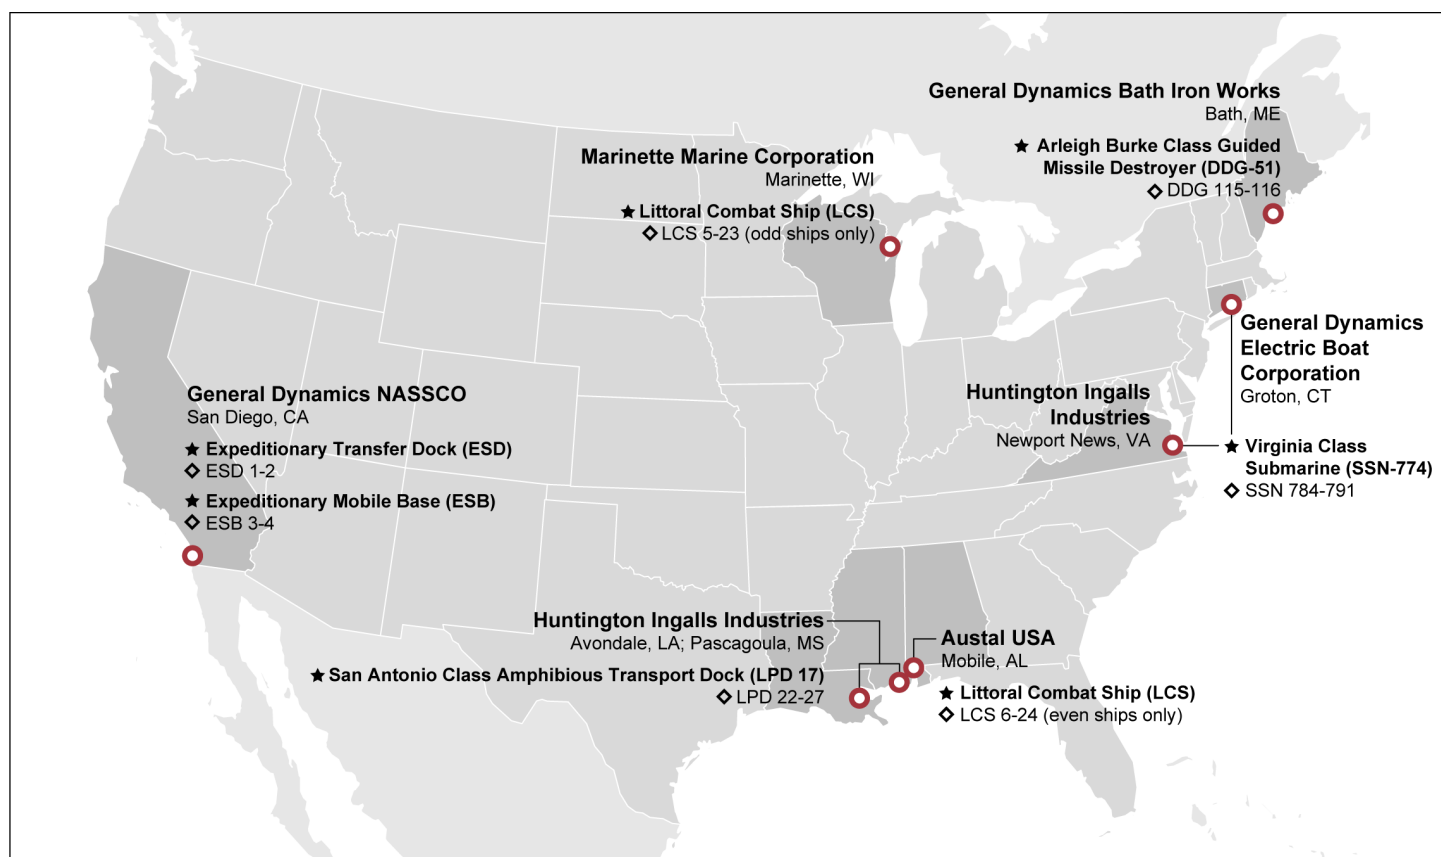 General Dynamics Bath Iron Works
Bath, ME
★ Arleigh Burke Class Guided
Missile Destroyer (DDG-51)
◇ DDG 115-116
Marinette Marine Corporation
Marinette, WI
★ Littoral Combat Ship (LCS)
◇ LCS 5-23 (odd ships only)
General Dynamics
Electric Boat
Corporation
Groton, CT
Huntington Ingalls
Industries
Newport News, VA
★ Virginia Class
Submarine (SSN-774)
◇ SSN 784-791
General Dynamics NASSCO
San Diego, CA
★ Expeditionary Transfer Dock (ESD)
◇ ESD 1-2
★ Expeditionary Mobile Base (ESB)
◇ ESB 3-4
Huntington Ingalls Industries
Avondale, LA; Pascagoula, MS
★ San Antonio Class Amphibious Transport Dock (LPD 17)
◇ LPD 22-27
Austal USA
Mobile, AL
★ Littoral Combat Ship (LCS)
◇ LCS 6-24 (even ships only)